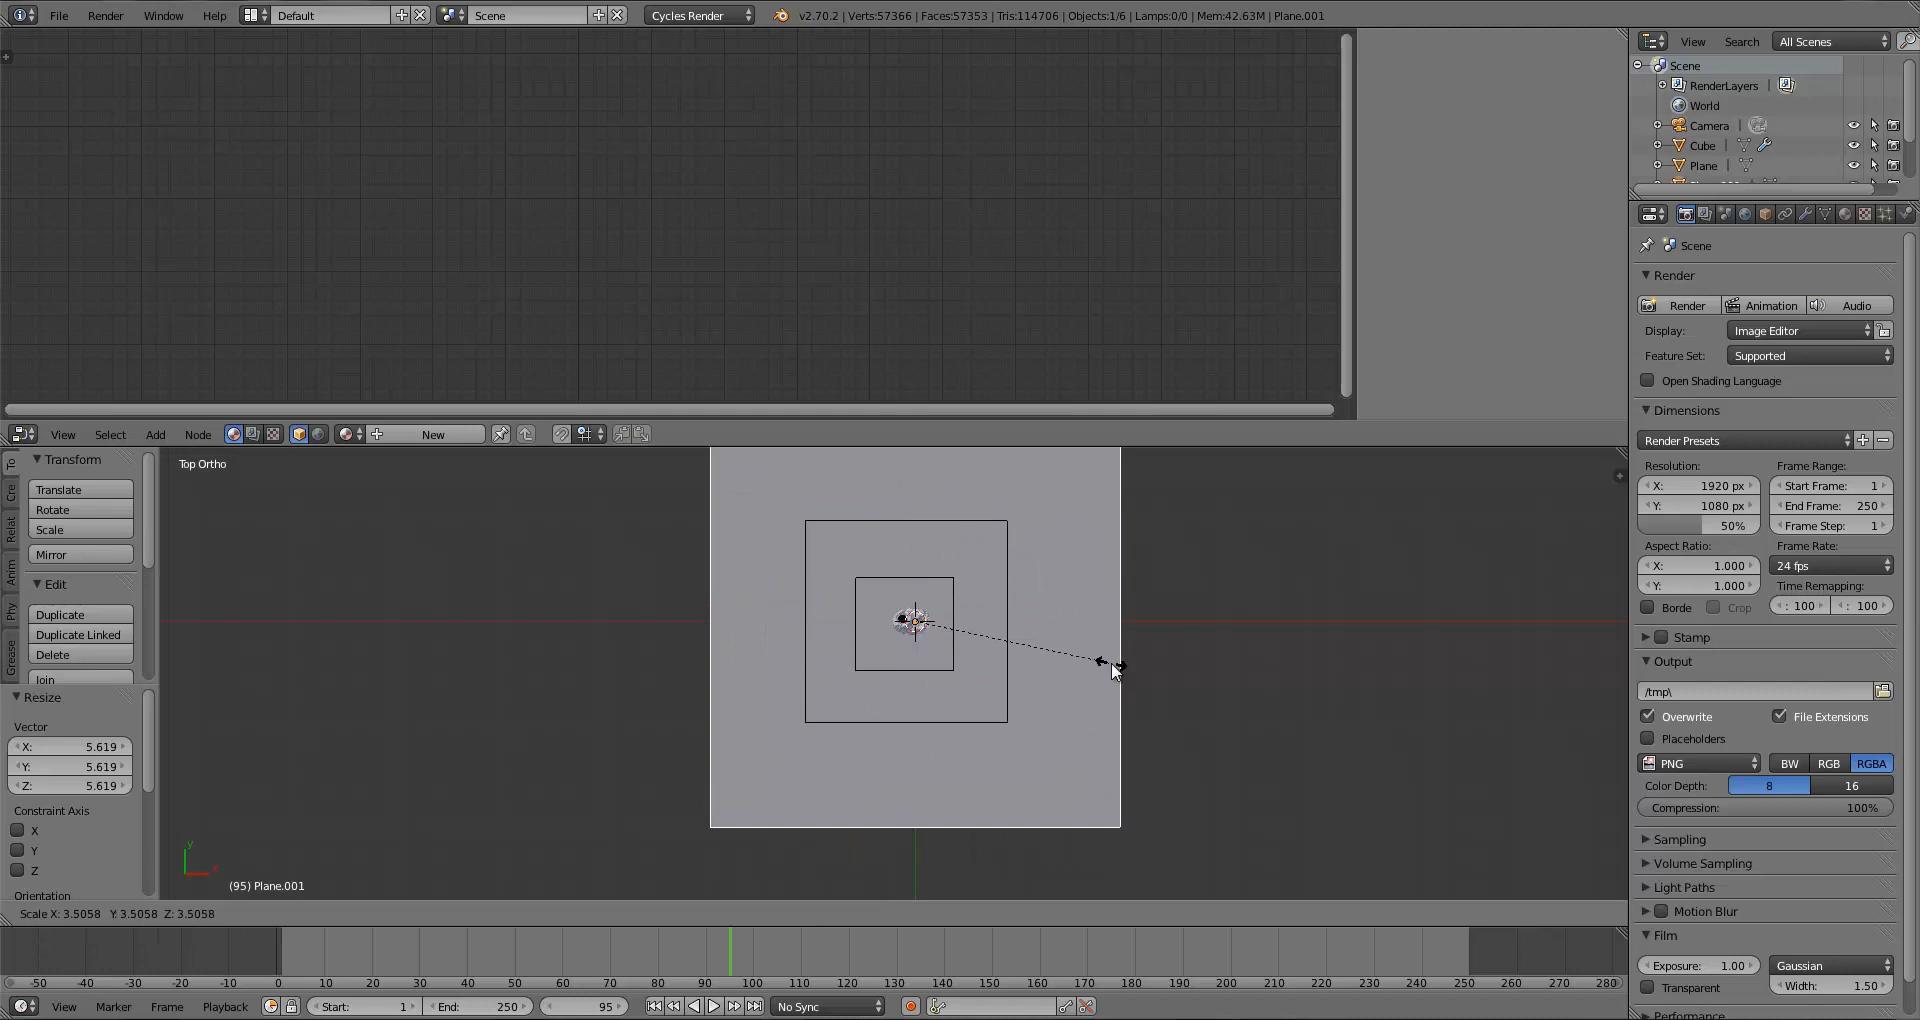 File Render Window Help Default Scene Cycles Render v2.70.2 | Verts:57366 | Faces:57353 | Tris:114706 | Objects:1/6 | Lamps:0/0 | Mem:42.63M | Plane.001
View Search All Scenes
Scene
RenderLayers
World
Camera
Cube
Plane
Scene
Render
Render Animation Audio
Display: Image Editor
Feature Set: Supported
Open Shading Language
Dimensions
Render Presets
Resolution: Frame Range:
X: 1920 px Start Frame: 1
Y: 1080 px End Frame: 250
50% Frame Step: 1
Aspect Ratio: Frame Rate:
X: 1.000 24 fps
Y: 1.000 Time Remapping:
Borde Crop : 100 : 100
Stamp
Output
/tmp\
Overwrite File Extensions
Placeholders
PNG BW RGB RGBA
Color Depth: 8 16
Compression: 100%
Sampling
Volume Sampling
Light Paths
Motion Blur
Film
Exposure: 1.00 Gaussian
Transparent Width: 1.50
Performance
View Select Add Node New
To
Cre
Relat
Anim
Phy
Grease
Transform
Translate
Rotate
Scale
Mirror
Edit
Duplicate
Duplicate Linked
Delete
Join
Resize
Vector
X: 5.619
Y: 5.619
Z: 5.619
Constraint Axis
X
Y
Z
Orientation
Top Ortho
y
x
(95) Plane.001
Scale X: 3.5058 Y: 3.5058 Z: 3.5058
-50 -40 -30 -20 -10 0 10 20 30 40 50 60 70 80 90 100 110 120 130 140 150 160 170 180 190 200 210 220 230 240 250 260 270 280
View Marker Frame Playback Start: 1 End: 250 95 No Sync